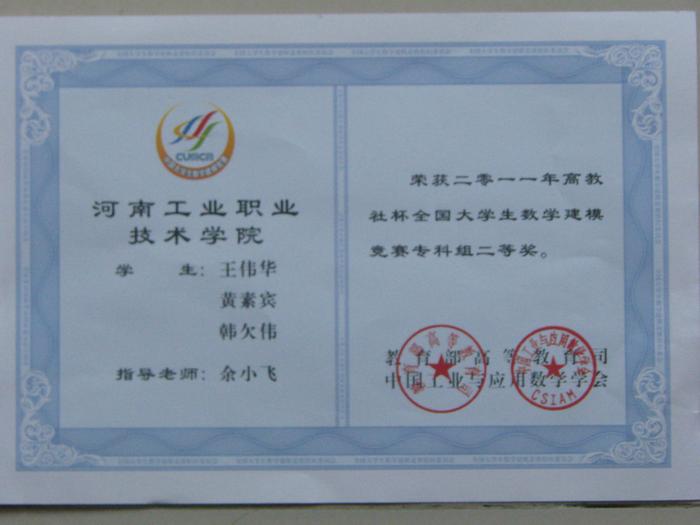 CUMCM
河南工业职业
技术学院
学 生：王伟华
黄素宾
韩欠伟
指导老师：余小飞
荣获二零一一年高教
社杯全国大学生数学建模
竞赛专科组二等奖。
教育部高等教育司
中国工业与应用数学学会
CSIAM